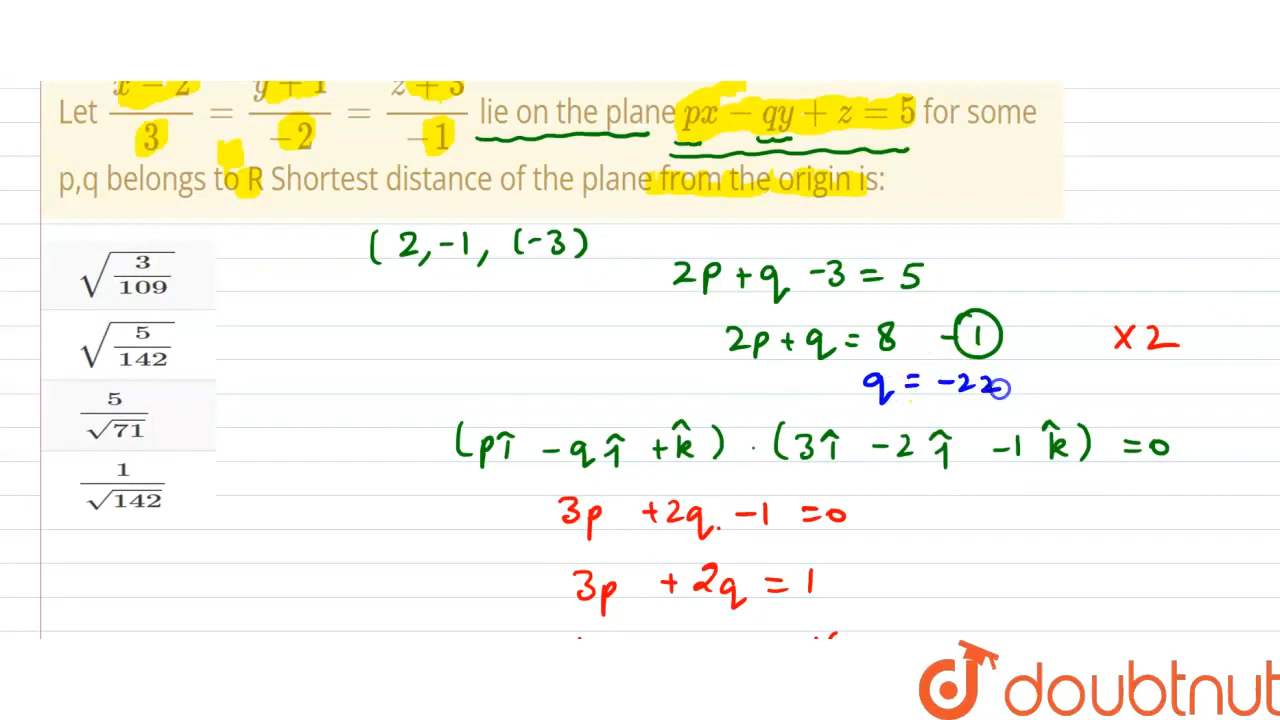 Let x − 2 / 3 = y + 1 / −2 = z + 3 / −1 lie on the plane px − qy + z = 5 for some
p,q belongs to R Shortest distance of the plane from the origin is:
(2, -1, (-3)
√(3/109)
2p + q -3 = 5
√(5/142)
2p + q = 8 - 1 × 2
q = -22
5/√71
(pî - qĵ + k̂) · (3î - 2ĵ - 1k̂) = 0
1/√142
3p + 2q - 1 = 0
3p + 2q = 1
doubtnut